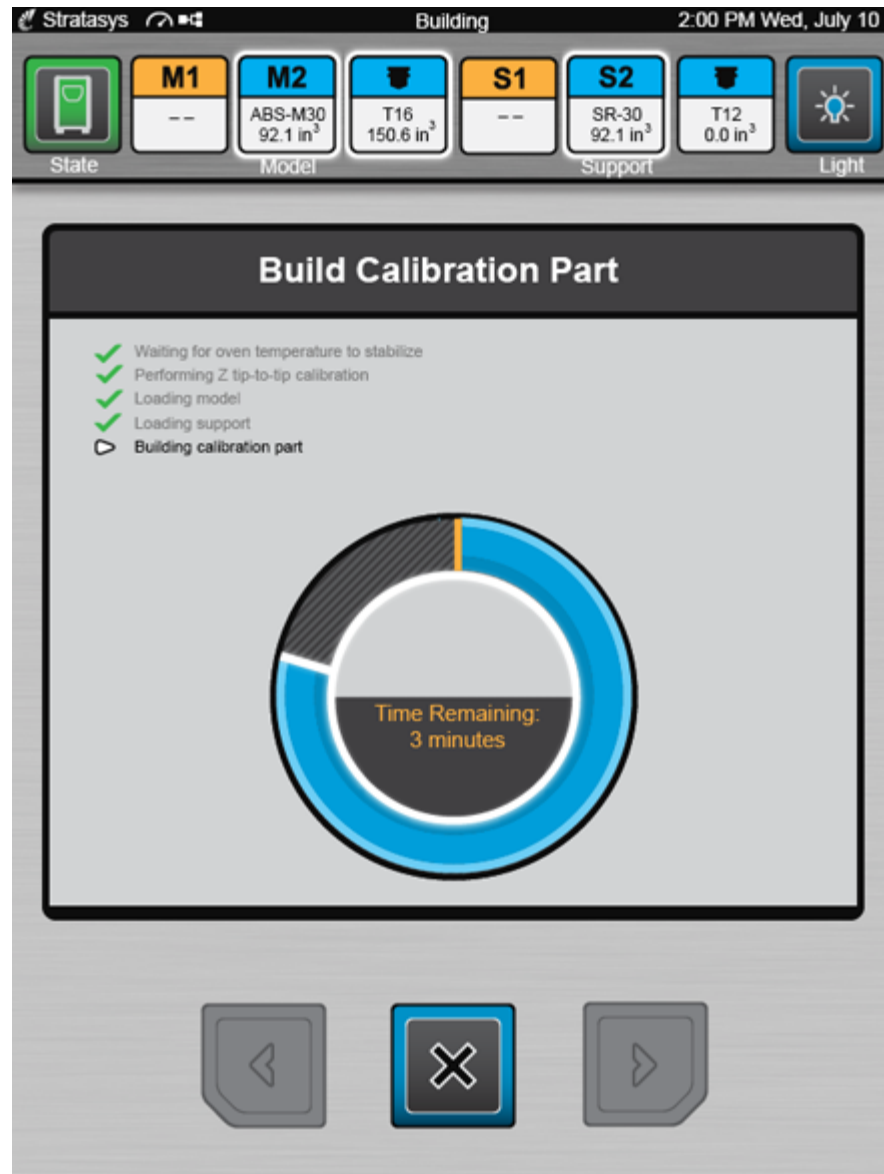 Stratasys Building 2:00 PM Wed, July 10
M1 M2 S1 S2
-- ABS-M30 T16 -- SR-30 T12
92.1 in³ 150.6 in³ 92.1 in³ 0.0 in³
State Model Support Light
Build Calibration Part
Waiting for oven temperature to stabilize
Performing Z tip-to-tip calibration
Loading model
Loading support
Building calibration part
Time Remaining:
3 minutes